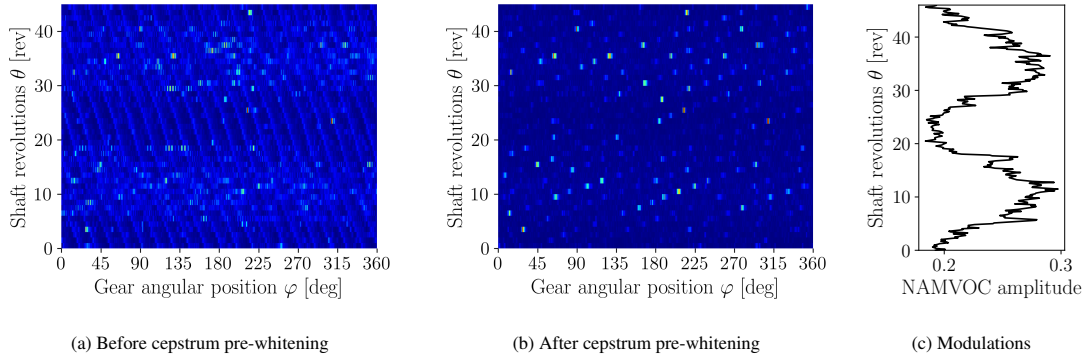 Shaft revolutions θ [rev]
40
30
20
10
0
0 45 90 135 180 225 270 315 360
Gear angular position φ [deg]
(a) Before cepstrum pre-whitening
Shaft revolutions θ [rev]
40
30
20
10
0
0 45 90 135 180 225 270 315 360
Gear angular position φ [deg]
(b) After cepstrum pre-whitening
Shaft revolutions θ [rev]
40
30
20
10
0
0.2 0.3
NAMVOC amplitude
(c) Modulations